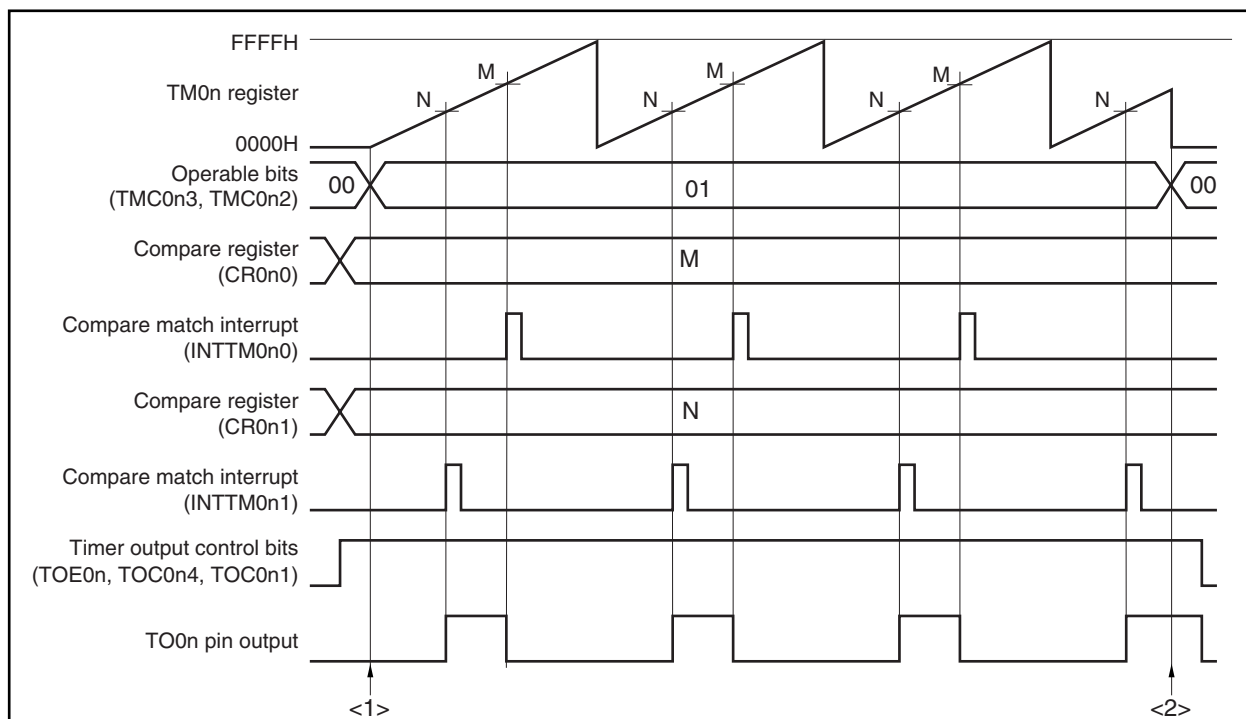 FFFFH
M M M
TM0n register
N N N N
0000H
Operable bits
(TMC0n3, TMC0n2)
00 01 00
Compare register
(CR0n0)
M
Compare match interrupt
(INTTM0n0)
Compare register
(CR0n1)
N
Compare match interrupt
(INTTM0n1)
Timer output control bits
(TOE0n, TOC0n4, TOC0n1)
TO0n pin output
<1> <2>